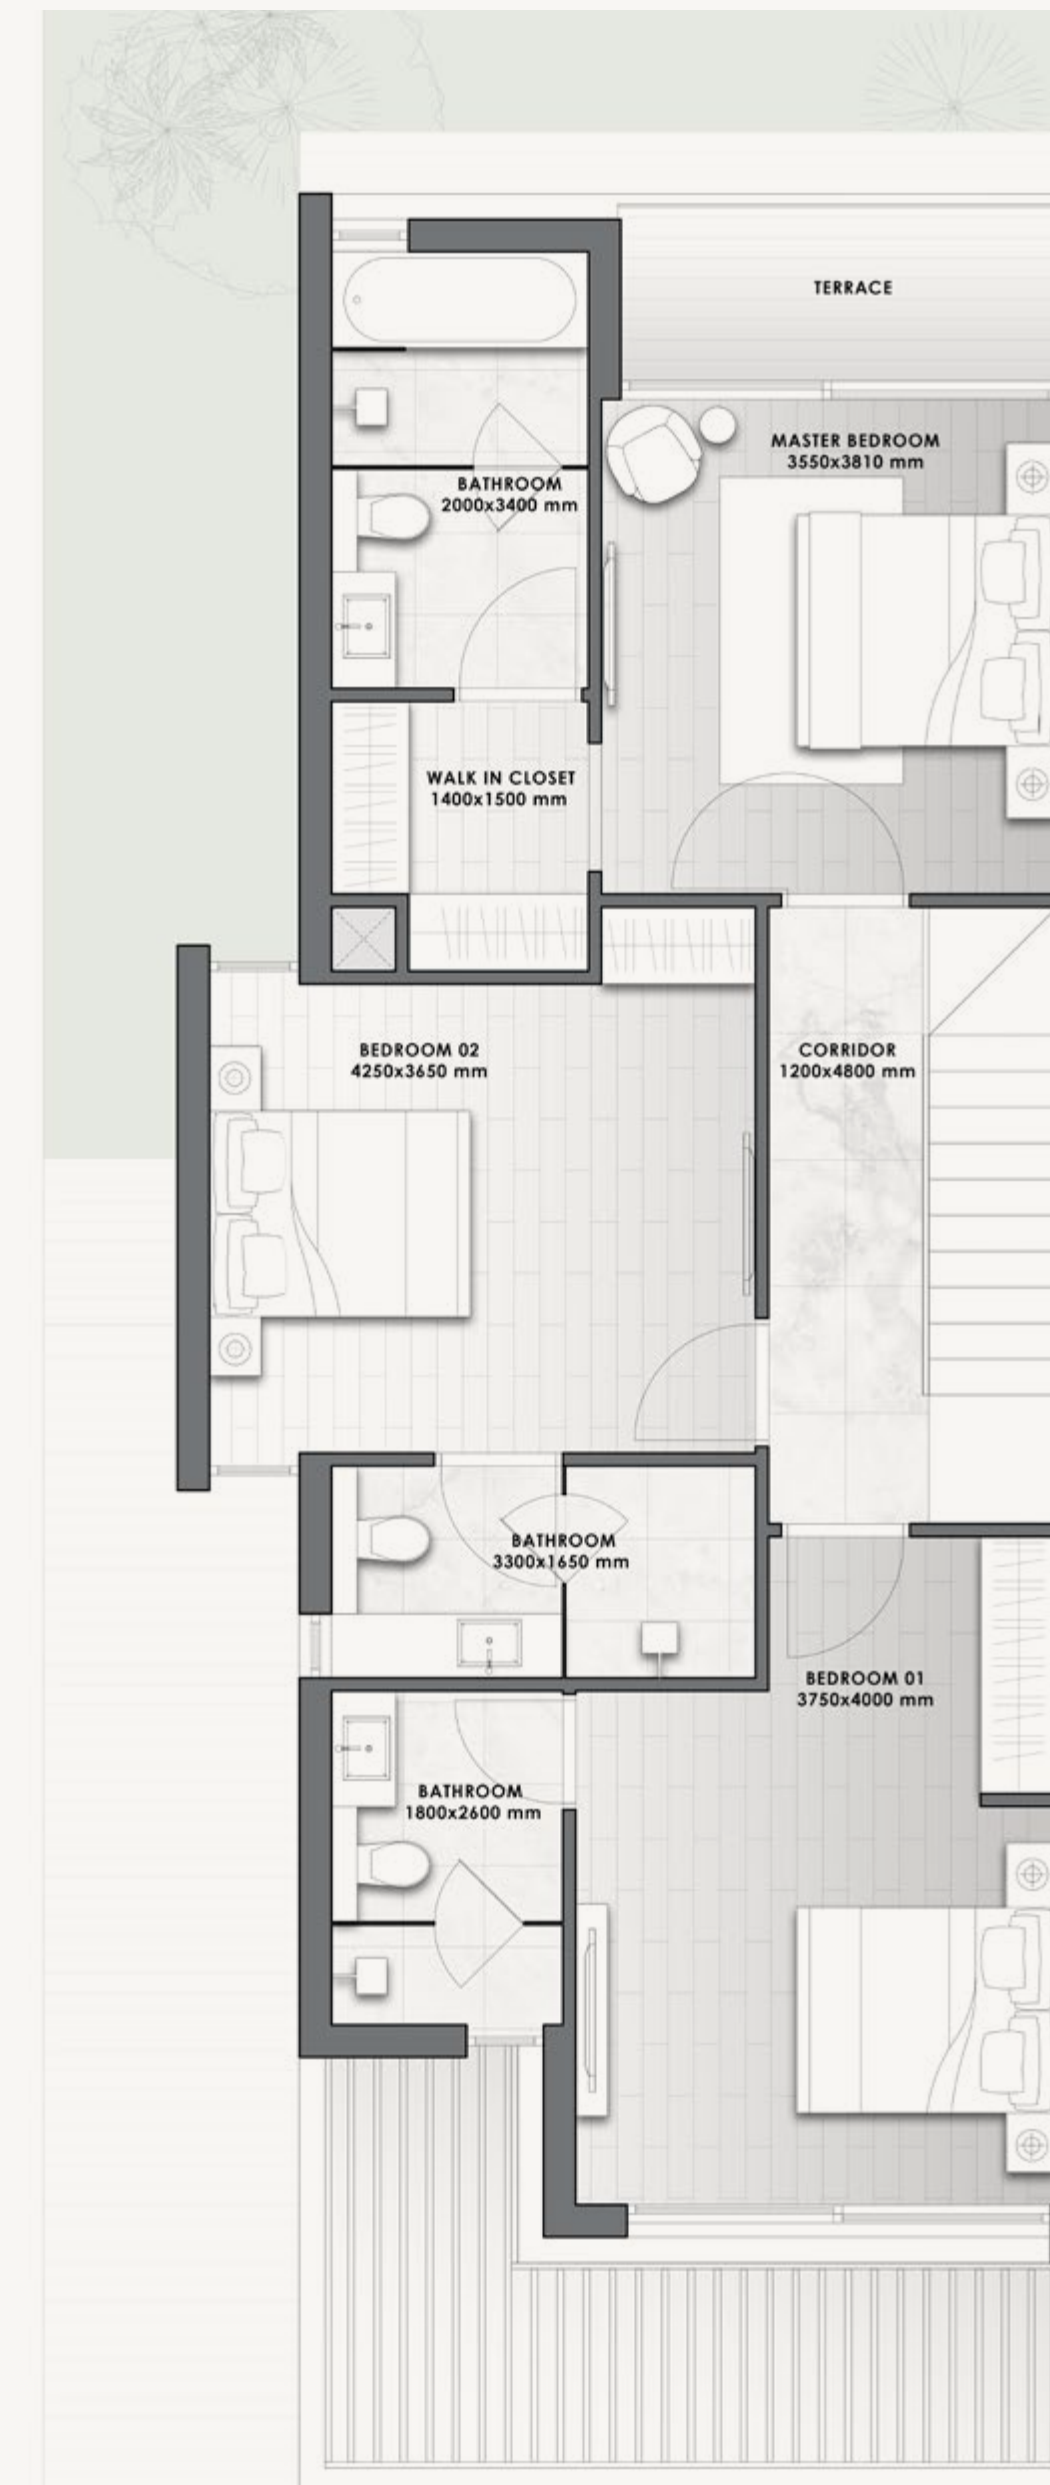 TERRACE
MASTER BEDROOM
3550x3810 mm
BATHROOM
2000x3400 mm
WALK IN CLOSET
1400x1500 mm
BEDROOM 02
4250x3650 mm
CORRIDOR
1200x4800 mm
BATHROOM
3300x1650 mm
BEDROOM 01
3750x4000 mm
BATHROOM
1800x2600 mm